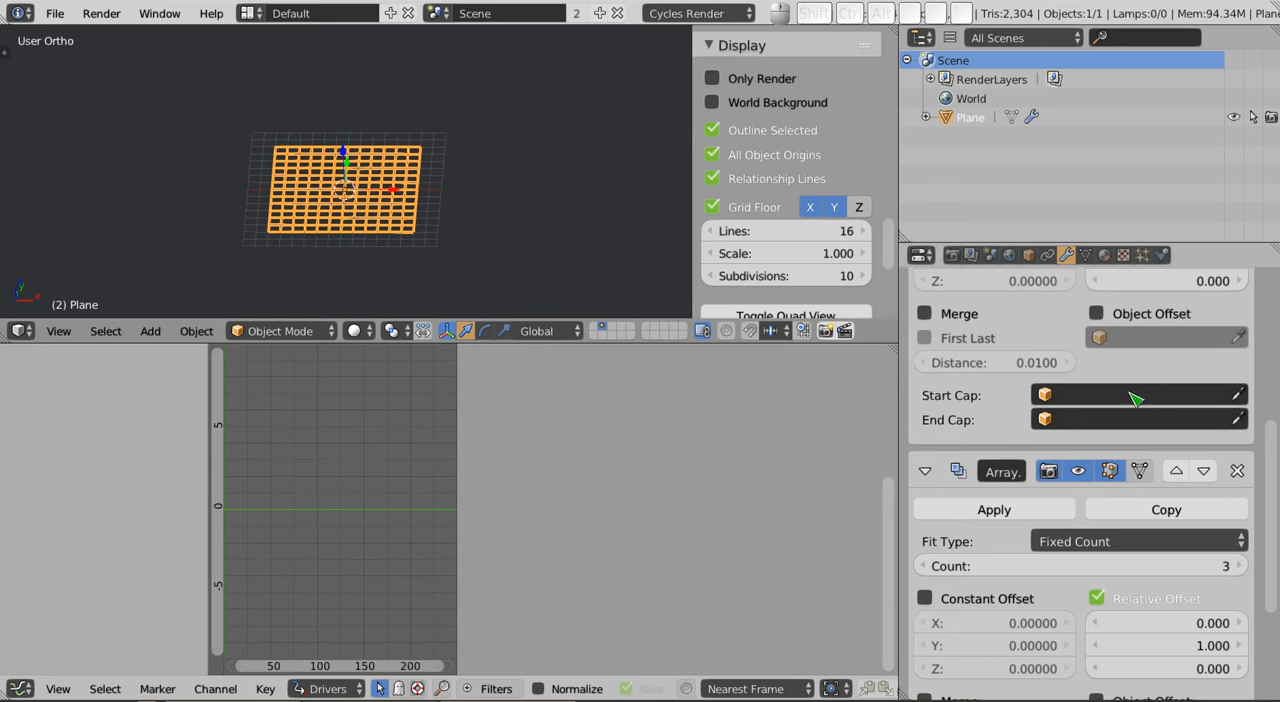 File Render Window Help Default Scene 2 Cycles Render Shift Ctrl Alt | Tris:2,304 | Objects:1/1 | Lamps:0/0 | Mem:94.34M | Plan
User Ortho
Display
Only Render
World Background
Outline Selected
All Object Origins
Relationship Lines
Grid Floor X Y Z
Lines: 16
Scale: 1.000
Subdivisions: 10
Toggle Quad View
(2) Plane
View Select Add Object Object Mode Global
All Scenes
Scene
RenderLayers
World
Plane
Z: 0.00000 0.000
Merge Object Offset
First Last
Distance: 0.0100
Start Cap:
End Cap:
Array.
Apply Copy
Fit Type: Fixed Count
Count: 3
Constant Offset Relative Offset
X: 0.00000 0.000
Y: 0.00000 1.000
Z: 0.00000 0.000
Merge Object Offset
5
0
-5
50 100 150 200
View Select Marker Channel Key Drivers Filters Normalize Auto Nearest Frame